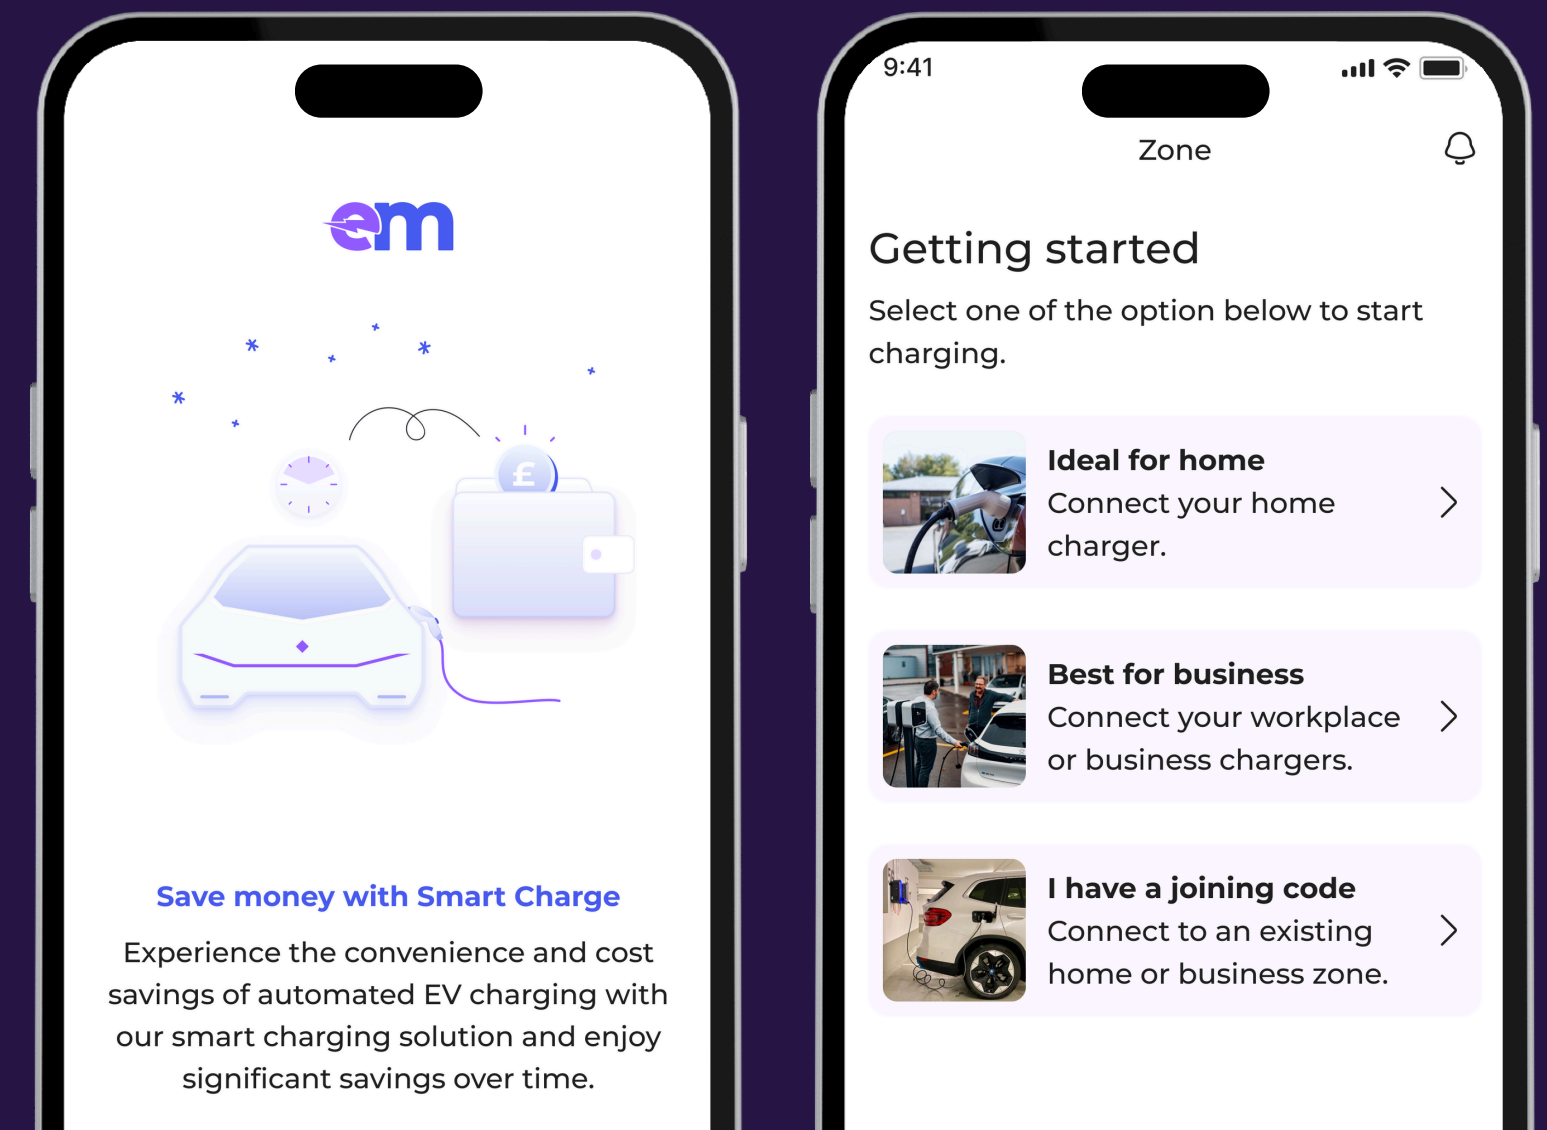 em
£
Save money with Smart Charge
Experience the convenience and cost
savings of automated EV charging with
our smart charging solution and enjoy
significant savings over time.
9:41
Zone
Getting started
Select one of the option below to start
charging.
Ideal for home
Connect your home
charger.
Best for business
Connect your workplace
or business chargers.
I have a joining code
Connect to an existing
home or business zone.